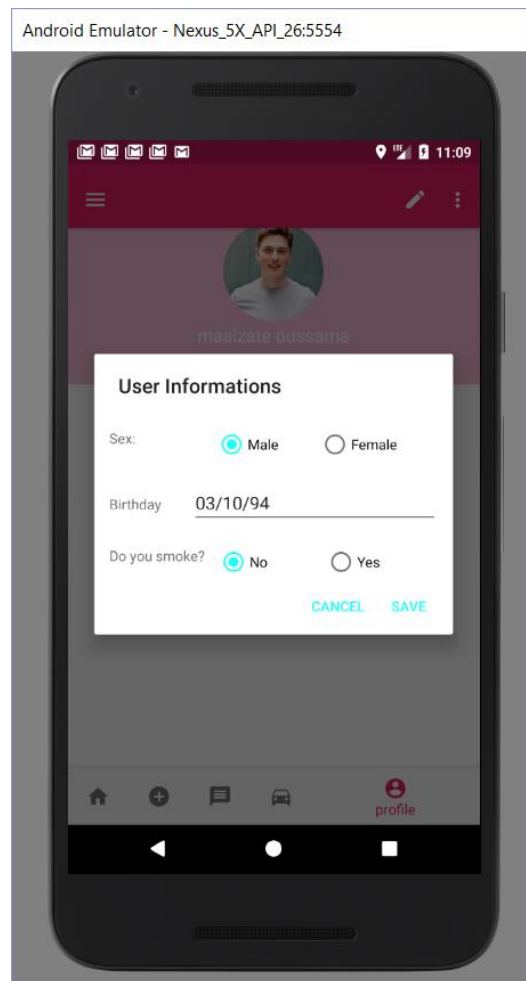 Android Emulator - Nexus_5X_API_26:5554
LTE 11:09
maaizate oussama
User Informations
Sex: Male Female
Birthday 03/10/94
Do you smoke? No Yes
CANCEL SAVE
profile